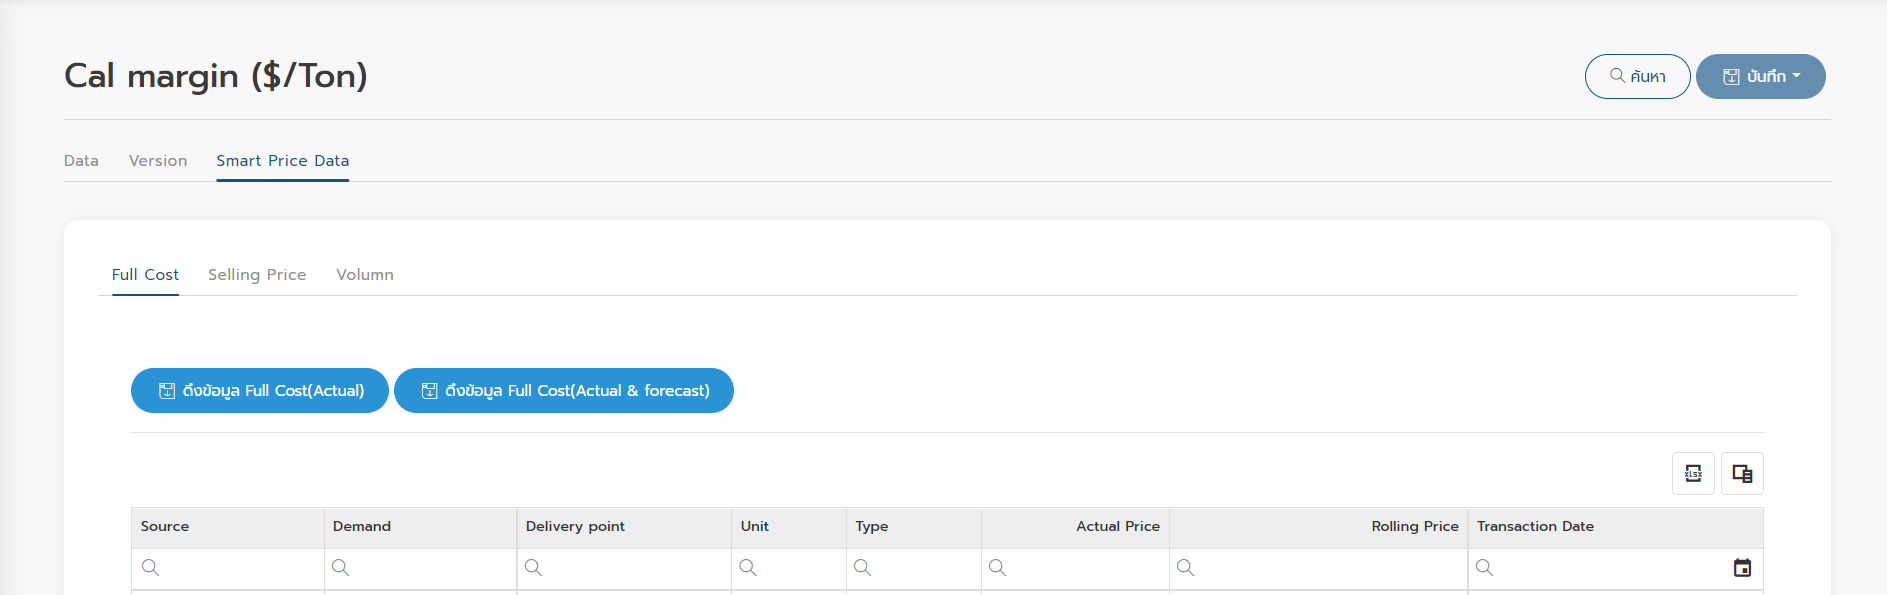 Cal margin ($/Ton)
ค้นหา
บันทึก
Data Version Smart Price Data
Full Cost Selling Price Volumn
ดึงข้อมูล Full Cost(Actual) ดึงข้อมูล Full Cost(Actual & forecast)
XLSX
Source Demand Delivery point Unit Type Actual Price Rolling Price Transaction Date